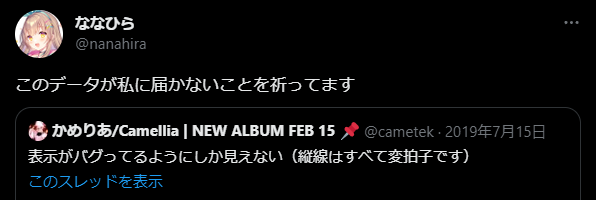 ななひら
@nanahira
このデータが私に届かないことを祈ってます
かめりあ/Camellia | NEW ALBUM FEB 15 📌 @cametek · 2019年7月15日
表示がバグってるようにしか見えない（縦線はすべて変拍子です）
このスレッドを表示